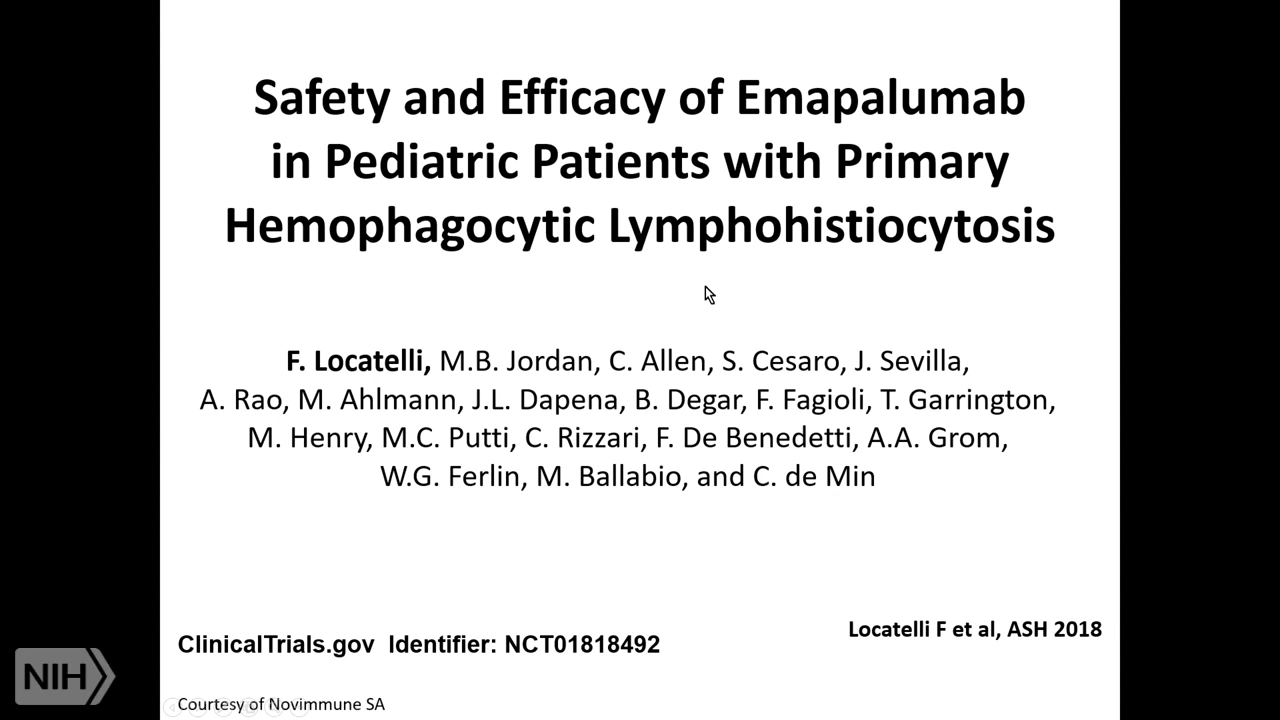 Safety and Efficacy of Emapalumab
in Pediatric Patients with Primary
Hemophagocytic Lymphohistiocytosis
F. Locatelli, M.B. Jordan, C. Allen, S. Cesaro, J. Sevilla,
A. Rao, M. Ahlmann, J.L. Dapena, B. Degar, F. Fagioli, T. Garrington,
M. Henry, M.C. Putti, C. Rizzari, F. De Benedetti, A.A. Grom,
W.G. Ferlin, M. Ballabio, and C. de Min
Locatelli F et al, ASH 2018
ClinicalTrials.gov Identifier: NCT01818492
NIH
Courtesy of Novimmune SA